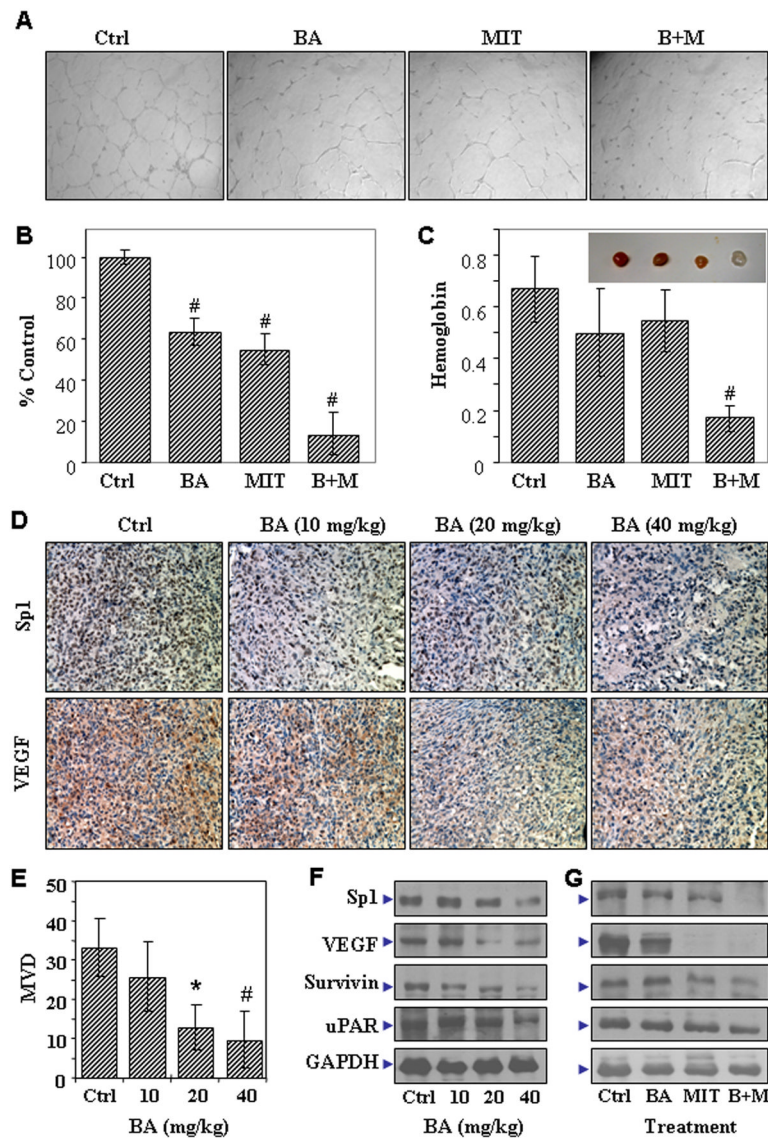 A
Ctrl BA MIT B+M
B
% Control
100
80
60
40
20
0
# # #
Ctrl BA MIT B+M
C
Hemoglobin
0.8
0.6
0.4
0.2
0
#
Ctrl BA MIT B+M
D
Ctrl BA (10 mg/kg) BA (20 mg/kg) BA (40 mg/kg)
Sp1
VEGF
E
MVD
50
40
30
20
10
0
* #
Ctrl 10 20 40
BA (mg/kg)
F G
Sp1
VEGF
Survivin
uPAR
GAPDH
Ctrl 10 20 40
BA (mg/kg)
Ctrl BA MIT B+M
Treatment